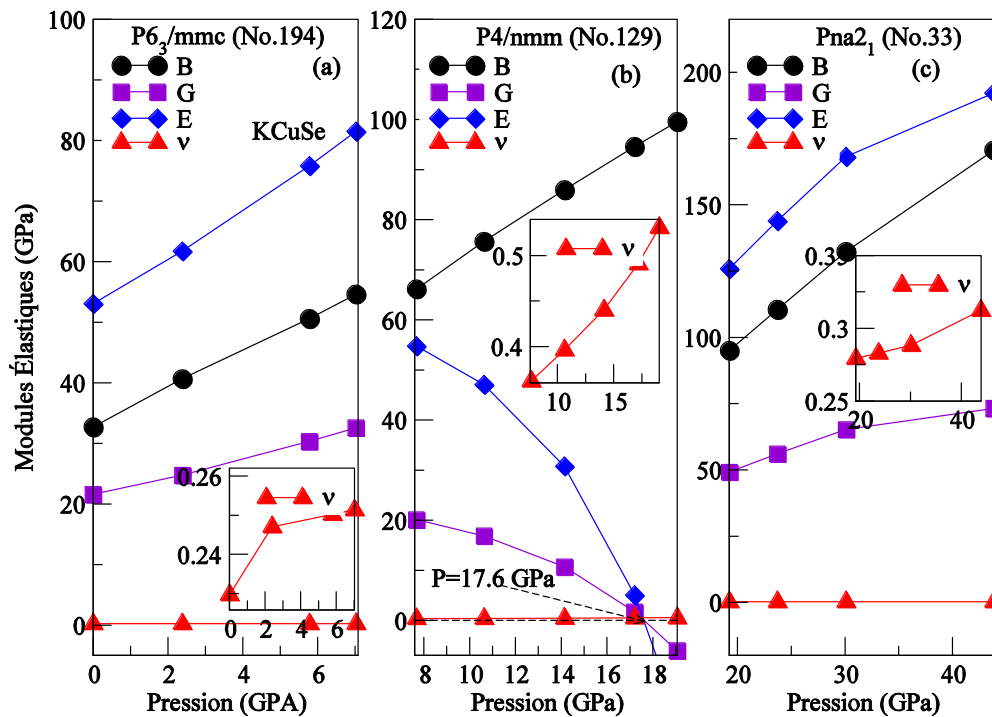 Modules Élastiques (GPa)
P6₃/mmc (No.194)
(a)
B
G
E
ν
KCuSe
100
80
60
40
20
0
0 2 4 6
Pression (GPA)
ν
0.26
0.24
0 2 4 6
P4/nmm (No.129)
(b)
B
G
E
ν
120
100
80
60
40
20
0
8 10 12 14 16 18
Pression (GPa)
ν
0.5
0.4
10 15
P=17.6 GPa
Pna2₁ (No.33)
(c)
B
G
E
ν
200
150
100
50
0
20 30 40
Pression (GPa)
ν
0.35
0.3
0.25
20 40